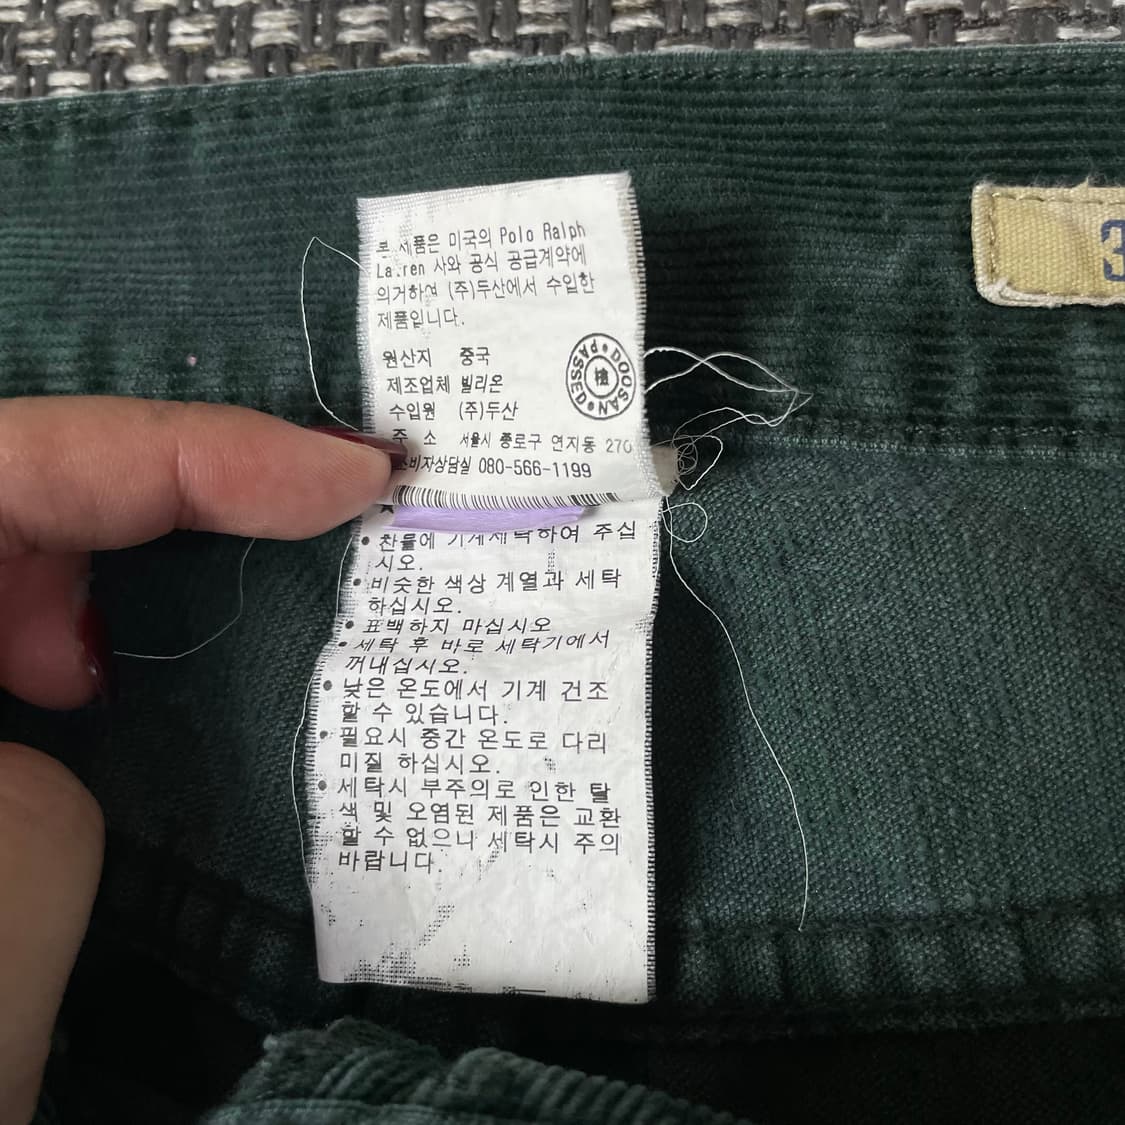 본 제품은 미국의 Polo Ralph
Lauren 사와 공식 공급계약에
의거하여 (주)두산에서 수입한
제품입니다.
원산지 중국
제조업체 빌리온
수입원 (주)두산
주 소 서울시 종로구 연지동 270
소비자상담실 080-566-1199
DOOSAN PASSED
檢
• 찬물에 기계세탁하여 주십
시오.
• 비슷한 색상 계열과 세탁
하십시오.
• 표백하지 마십시오
• 세탁 후 바로 세탁기에서
꺼내십시오.
• 낮은 온도에서 기계 건조
할 수 있습니다.
• 필요시 중간 온도로 다리
미질 하십시오.
• 세탁시 부주의로 인한 탈
색 및 오염된 제품은 교환
할 수 없으니 세탁시 주의
바랍니다.
3